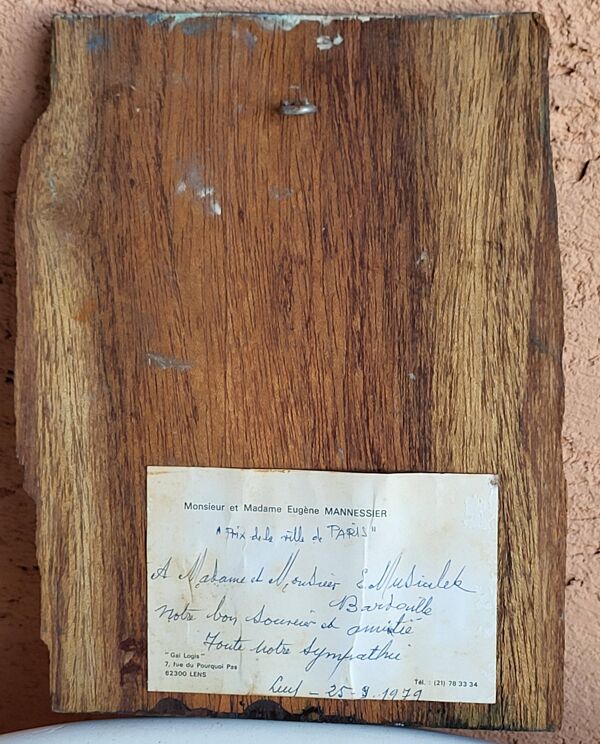 Monsieur et Madame Eugène MANNESSIER
"Prix de la ville de PARIS"
A Madame et Monsieur E. Musiulek
Bardoulle
Notre bon souvenir et amitié
Toute notre sympathie
"Gai Logis"
7, rue du Pourquoi Pas
62300 LENS
Tél. : (21) 78 33 34
25-9-1979